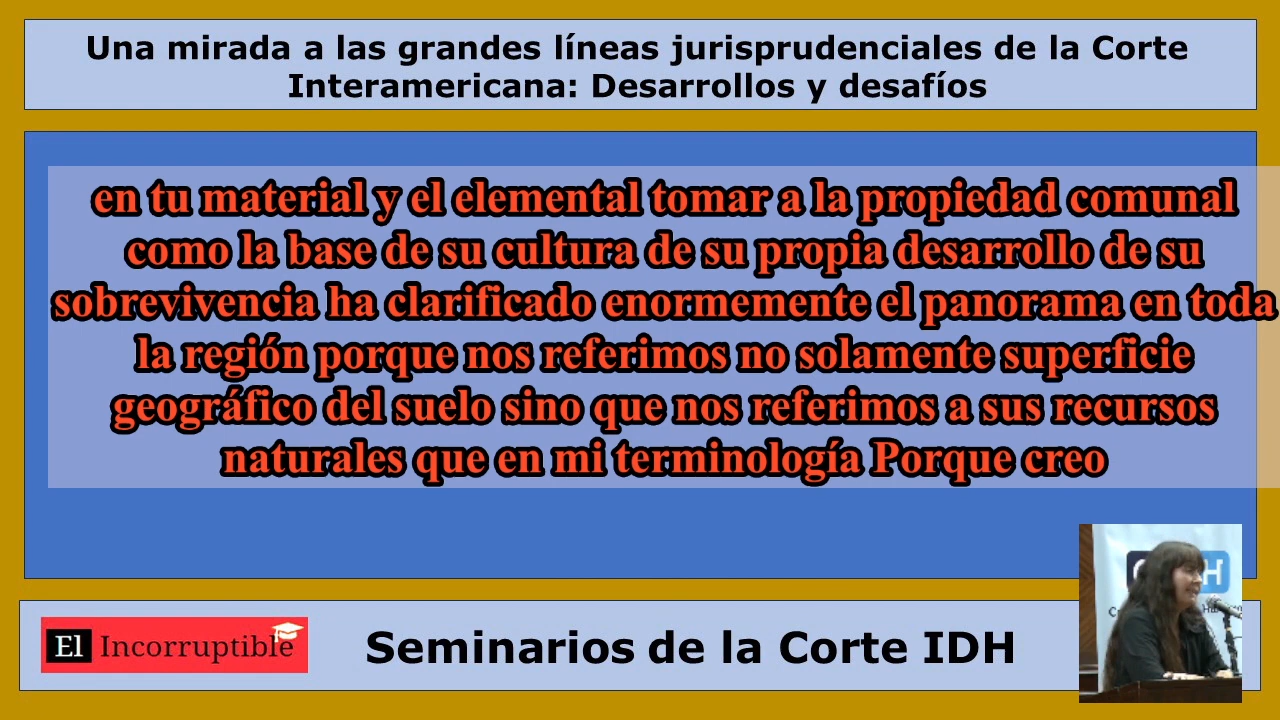 Una mirada a las grandes líneas jurisprudenciales de la Corte
Interamericana: Desarrollos y desafíos
en tu material y el elemental tomar a la propiedad comunal
como la base de su cultura de su propia desarrollo de su
sobrevivencia ha clarificado enormemente el panorama en toda
la región porque nos referimos no solamente superficie
geográfico del suelo sino que nos referimos a sus recursos
naturales que en mi terminología Porque creo
El Incorruptible
Seminarios de la Corte IDH